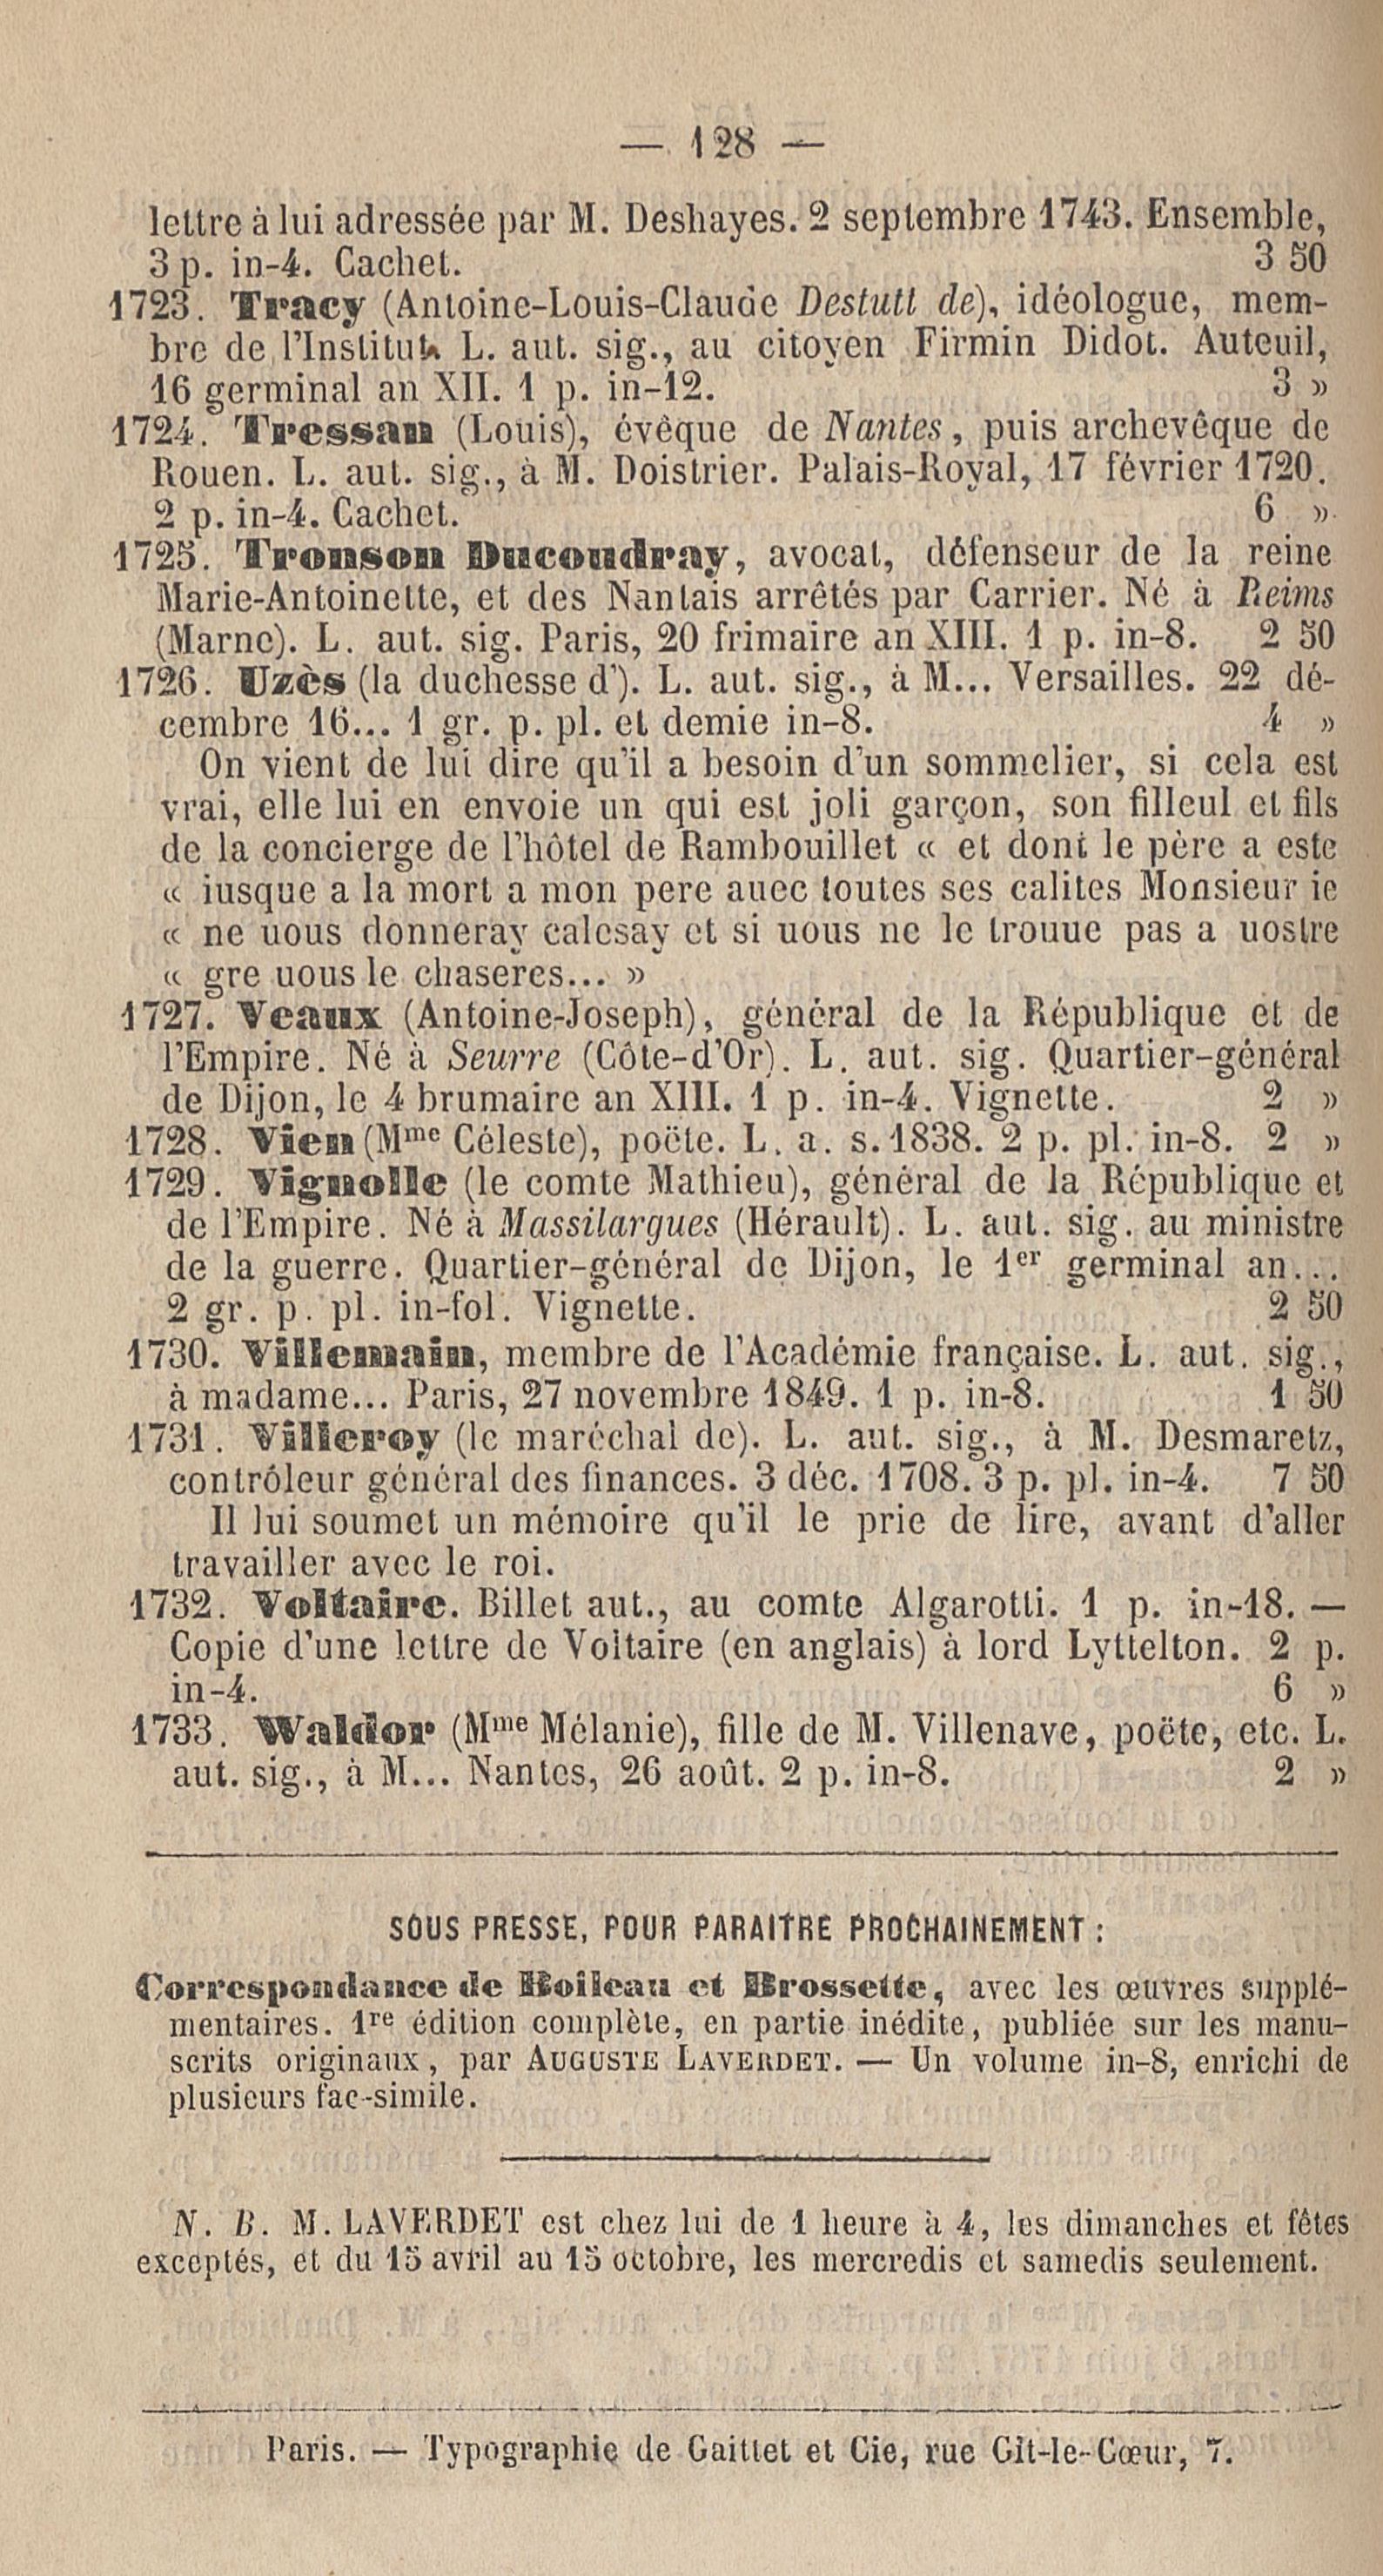 — 128 —
lettre à lui adressée par M. Deshayes. 2 septembre 1743. Ensemble,
3 p. in-4. Cachet. 3 50
1723. Tracy (Antoine-Louis-Claude Destutt de), idéologue, mem-
bre de l'Institut. L. aut. sig., au citoyen Firmin Didot. Auteuil,
16 germinal an XII. 1 p. in-12. 3 »
1724. Tressan (Louis), évêque de Nantes, puis archevêque de
Rouen. L. aut. sig., à M. Doistrier. Palais-Royal, 17 février 1720.
2 p. in-4. Cachet. 6 »
1725. Tronson Ducoudray, avocat, défenseur de la reine
Marie-Antoinette, et des Nantais arrêtés par Carrier. Né à Reims
(Marne). L. aut. sig. Paris, 20 frimaire an XIII. 1 p. in-8. 2 50
1726. Uzès (la duchesse d'). L. aut. sig., à M... Versailles. 22 dé-
cembre 16... 1 gr. p. pl. et demie in-8. 4 »
On vient de lui dire qu'il a besoin d'un sommelier, si cela est
vrai, elle lui en envoie un qui est joli garçon, son filleul et fils
de la concierge de l'hôtel de Rambouillet « et dont le père a este
« iusque a la mort a mon pere auec toutes ses calites Monsieur ie
« ne uous donneray calesay et si uous ne le trouue pas a uostre
« gre uous le chaseres... »
1727. Veaux (Antoine-Joseph), général de la République et de
l'Empire. Né à Seurre (Côte-d'Or). L. aut. sig. Quartier-général
de Dijon, le 4 brumaire an XIII. 1 p. in-4. Vignette. 2 »
1728. Vien (Mme Céleste), poëte. L. a. s. 1838. 2 p. pl. in-8. 2 »
1729. Vignolle (le comte Mathieu), général de la République et
de l'Empire. Né à Massilargues (Hérault). L. aut. sig. au ministre
de la guerre. Quartier-général de Dijon, le 1er germinal an...
2 gr. p. pl. in-fol. Vignette. 2 50
1730. Villemain, membre de l'Académie française. L. aut. sig.,
à madame... Paris, 27 novembre 1849. 1 p. in-8. 1 50
1731. Villeroy (le maréchal de). L. aut. sig., à M. Desmaretz,
contrôleur général des finances. 3 déc. 1708. 3 p. pl. in-4. 7 50
Il lui soumet un mémoire qu'il le prie de lire, avant d'aller
travailler avec le roi.
1732. Voltaire. Billet aut., au comte Algarotti. 1 p. in-18. —
Copie d'une lettre de Voltaire (en anglais) à lord Lyttelton. 2 p.
in-4. 6 »
1733. Waldor (Mme Mélanie), fille de M. Villenave, poëte, etc. L.
aut. sig., à M... Nantes, 26 août. 2 p. in-8. 2 »
SOUS PRESSE, POUR PARAITRE PROCHAINEMENT :
Correspondance de Boileau et Brossette, avec les œuvres supplé-
mentaires. 1re édition complète, en partie inédite, publiée sur les manu-
scrits originaux, par AUGUSTE LAVERDET. — Un volume in-8, enrichi de
plusieurs fac-simile.
N. B. M. LAVERDET est chez lui de 1 heure à 4, les dimanches et fêtes
exceptés, et du 15 avril au 15 octobre, les mercredis et samedis seulement.
Paris. — Typographie de Gaittet et Cie, rue Gît-le-Cœur, 7.